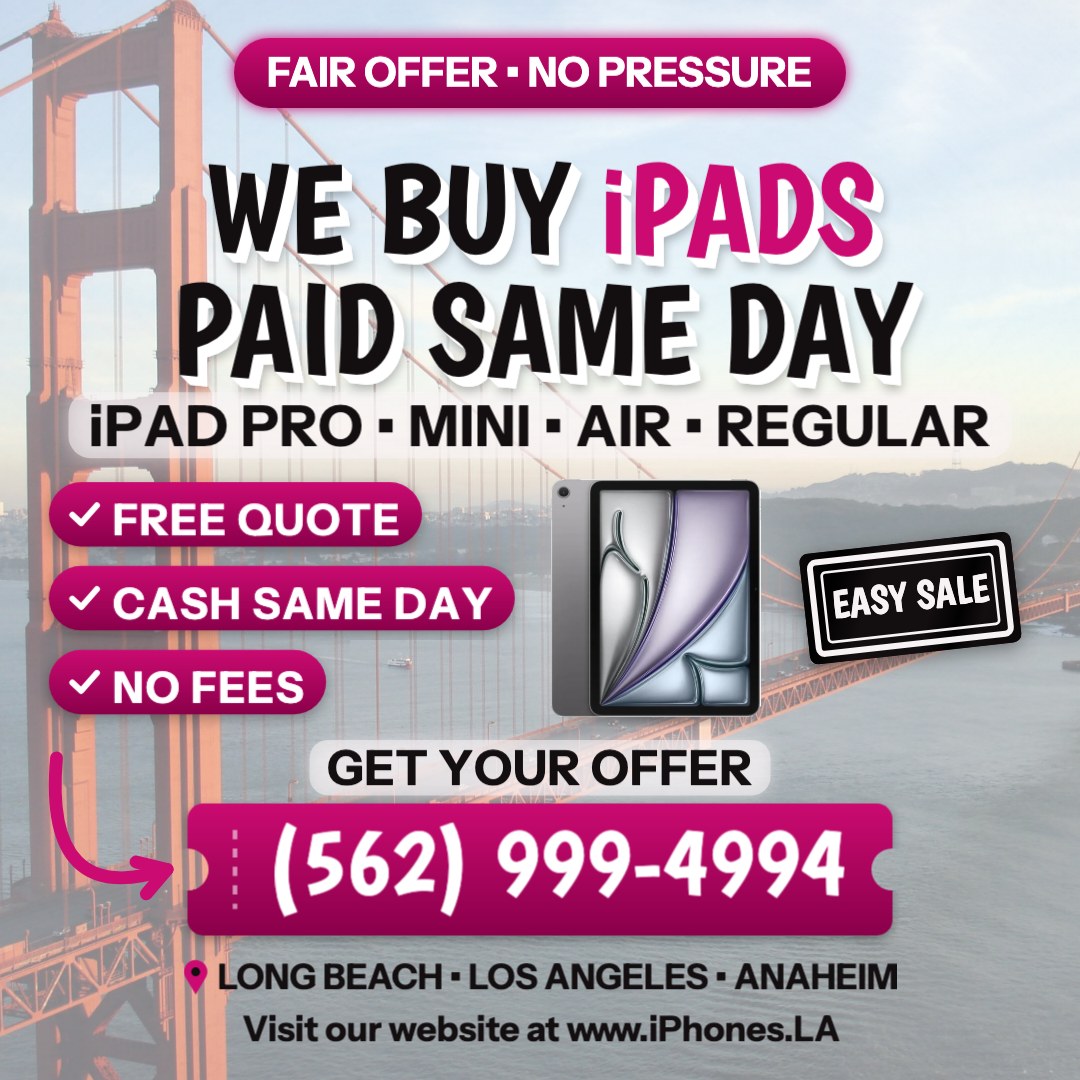 FAIR OFFER ▪ NO PRESSURE
WE BUY iPADS
PAID SAME DAY
iPAD PRO ▪ MINI ▪ AIR ▪ REGULAR
FREE QUOTE
CASH SAME DAY
NO FEES
EASY SALE
GET YOUR OFFER
(562) 999-4994
LONG BEACH ▪ LOS ANGELES ▪ ANAHEIM
Visit our website at www.iPhones.LA